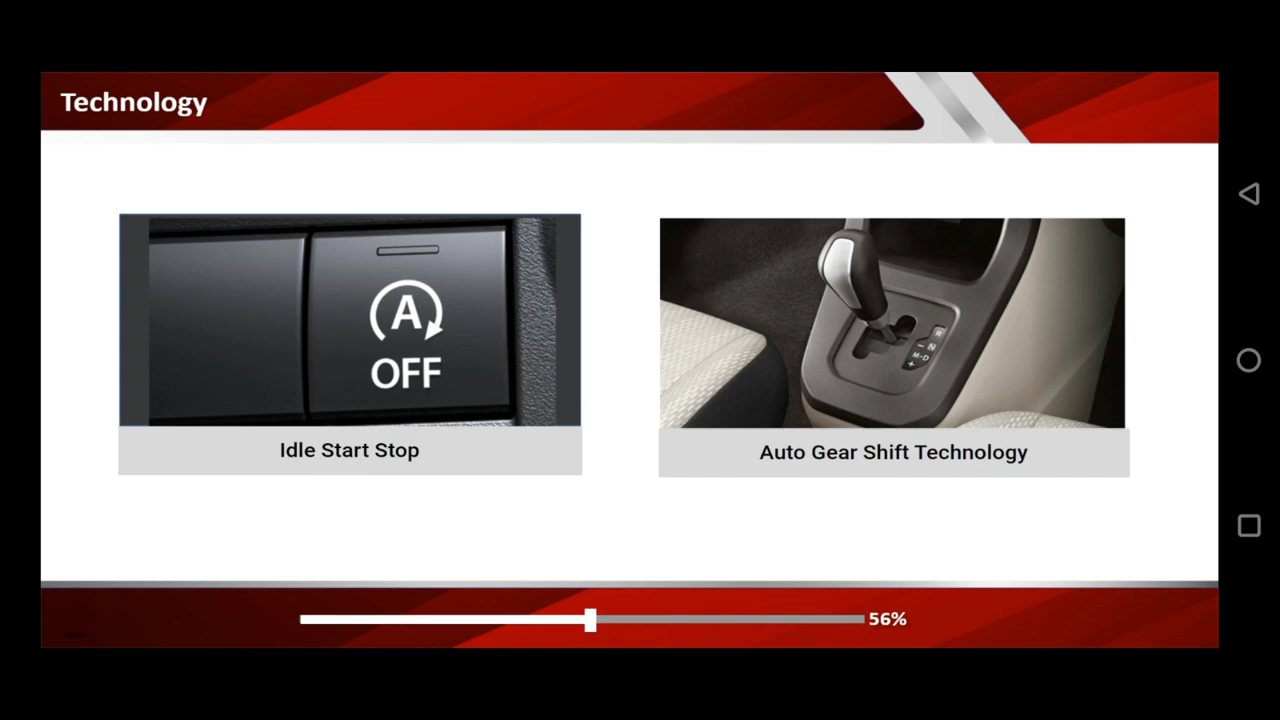 Technology
A
OFF
R
− N
M-D
+
Idle Start Stop
Auto Gear Shift Technology
56%